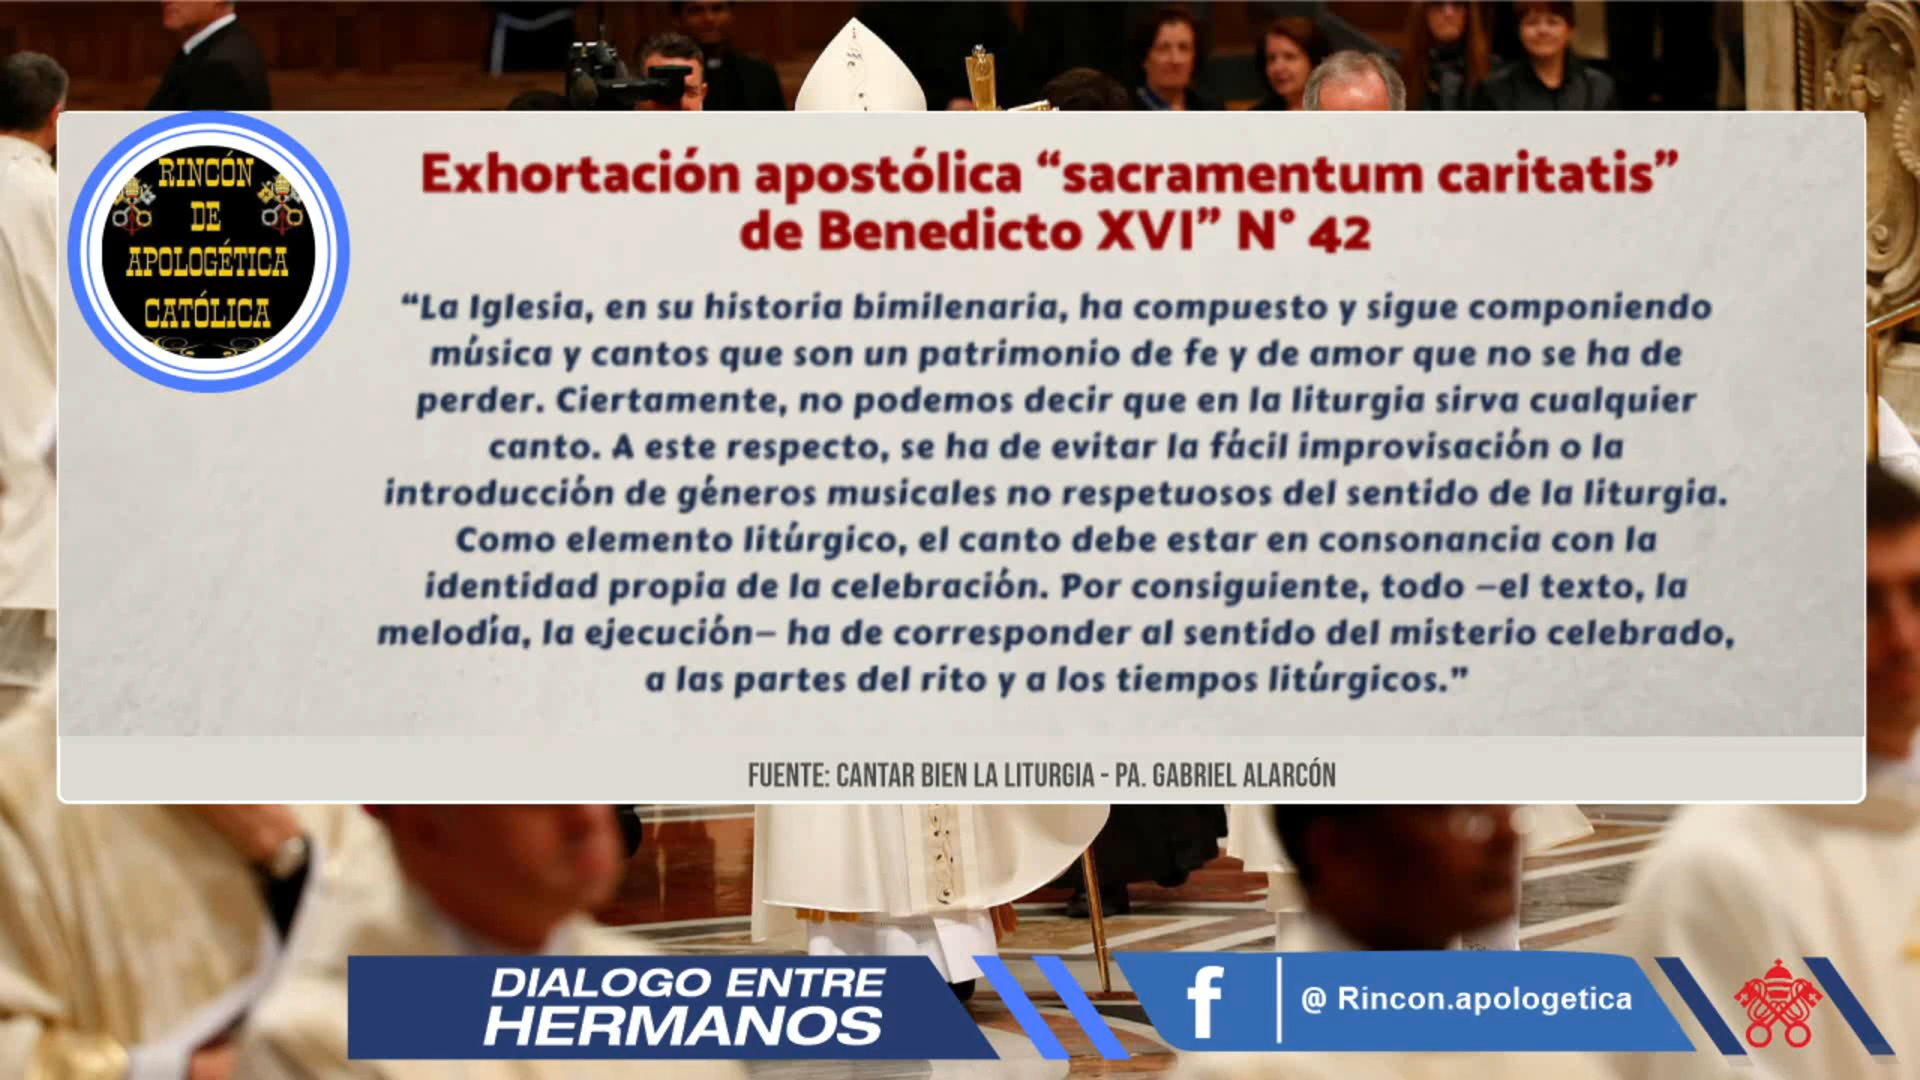 RINCÓN
DE
APOLOGÉTICA
CATÓLICA
Exhortación apostólica “sacramentum caritatis”
de Benedicto XVI” N° 42
“La Iglesia, en su historia bimilenaria, ha compuesto y sigue componiendo
música y cantos que son un patrimonio de fe y de amor que no se ha de
perder. Ciertamente, no podemos decir que en la liturgia sirva cualquier
canto. A este respecto, se ha de evitar la fácil improvisación o la
introducción de géneros musicales no respetuosos del sentido de la liturgia.
Como elemento litúrgico, el canto debe estar en consonancia con la
identidad propia de la celebración. Por consiguiente, todo –el texto, la
melodía, la ejecución– ha de corresponder al sentido del misterio celebrado,
a las partes del rito y a los tiempos litúrgicos.”
FUENTE: CANTAR BIEN LA LITURGIA - PA. GABRIEL ALARCÓN
DIALOGO ENTRE
HERMANOS
f
@ Rincon.apologetica